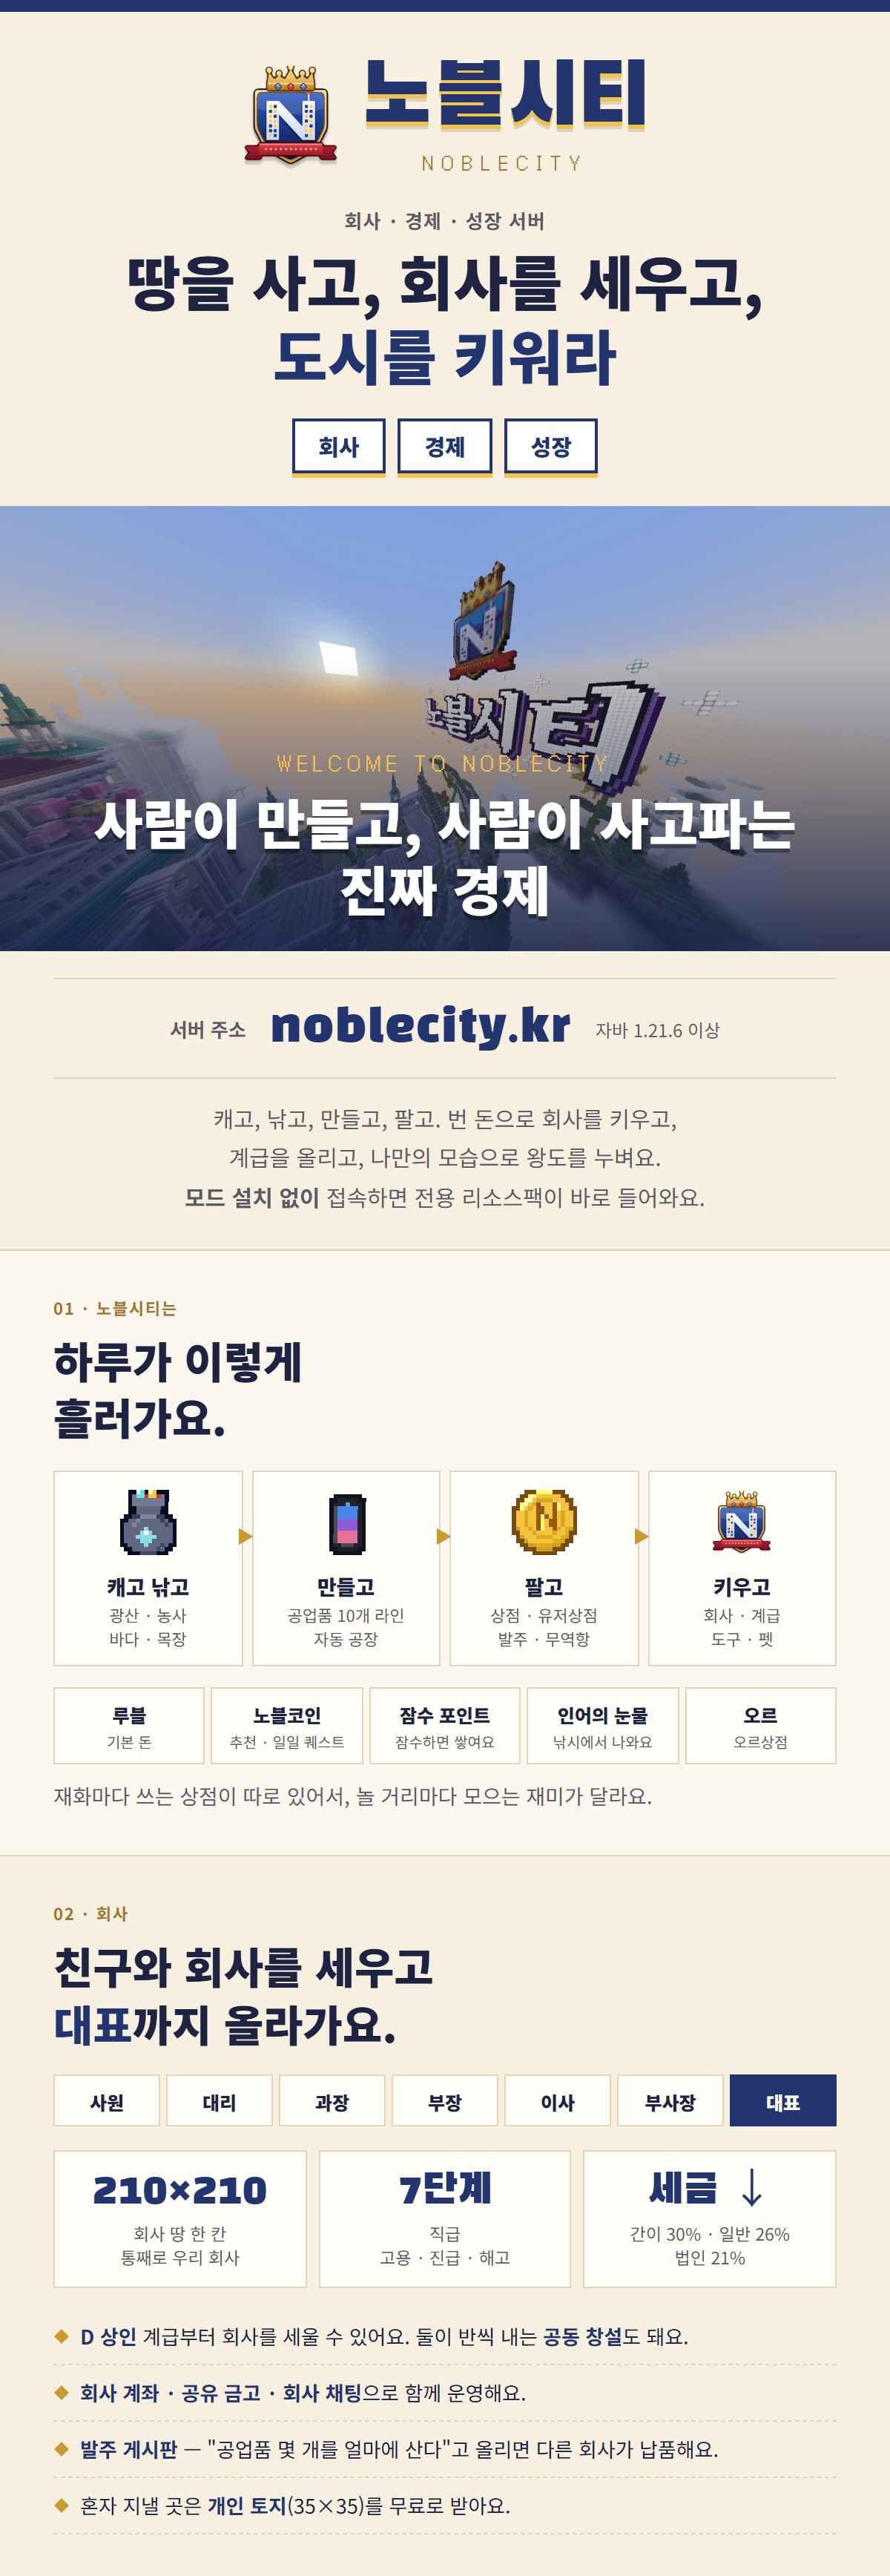 노블시티
NOBLECITY
회사 · 경제 · 성장 서버
땅을 사고, 회사를 세우고,
도시를 키워라
회사
경제
성장
노블시티
WELCOME TO NOBLECITY
사람이 만들고, 사람이 사고파는
진짜 경제
서버 주소 noblecity.kr 자바 1.21.6 이상
캐고, 낚고, 만들고, 팔고. 번 돈으로 회사를 키우고,
계급을 올리고, 나만의 모습으로 왕도를 누벼요.
모드 설치 없이 접속하면 전용 리소스팩이 바로 들어와요.
01 · 노블시티는
하루가 이렇게
흘러가요.
캐고 낚고
광산 · 농사
바다 · 목장
만들고
공업품 10개 라인
자동 공장
팔고
상점 · 유저상점
발주 · 무역항
키우고
회사 · 계급
도구 · 펫
루블
기본 돈
노블코인
추천 · 일일 퀘스트
잠수 포인트
잠수하면 쌓여요
인어의 눈물
낚시에서 나와요
오르
오르상점
재화마다 쓰는 상점이 따로 있어서, 놀 거리마다 모으는 재미가 달라요.
02 · 회사
친구와 회사를 세우고
대표까지 올라가요.
사원
대리
과장
부장
이사
부사장
대표
210×210
회사 땅 한 칸
통째로 우리 회사
7단계
직급
고용 · 진급 · 해고
세금 ↓
간이 30% · 일반 26%
법인 21%
◆ D 상인 계급부터 회사를 세울 수 있어요. 둘이 반씩 내는 공동 창설도 돼요.
◆ 회사 계좌 · 공유 금고 · 회사 채팅으로 함께 운영해요.
◆ 발주 게시판 — "공업품 몇 개를 얼마에 산다"고 올리면 다른 회사가 납품해요.
◆ 혼자 지낼 곳은 개인 토지(35×35)를 무료로 받아요.